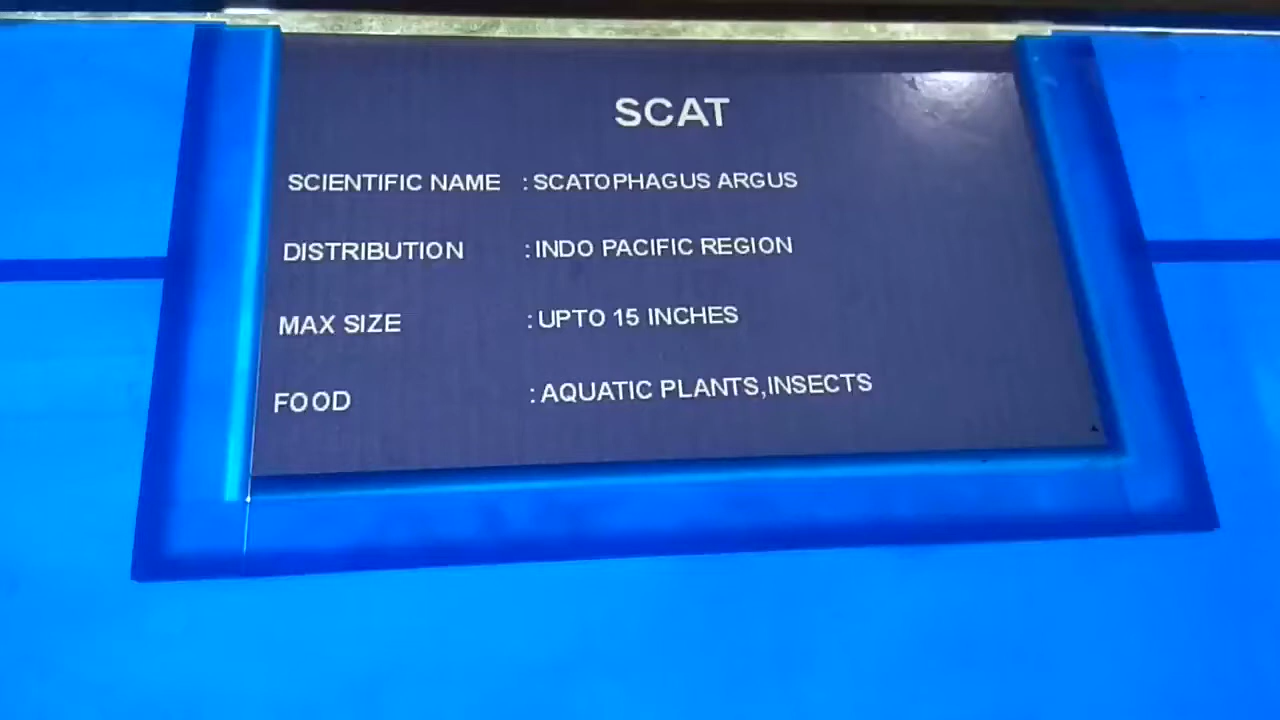 SCAT
SCIENTIFIC NAME : SCATOPHAGUS ARGUS
DISTRIBUTION : INDO PACIFIC REGION
MAX SIZE : UPTO 15 INCHES
FOOD : AQUATIC PLANTS,INSECTS